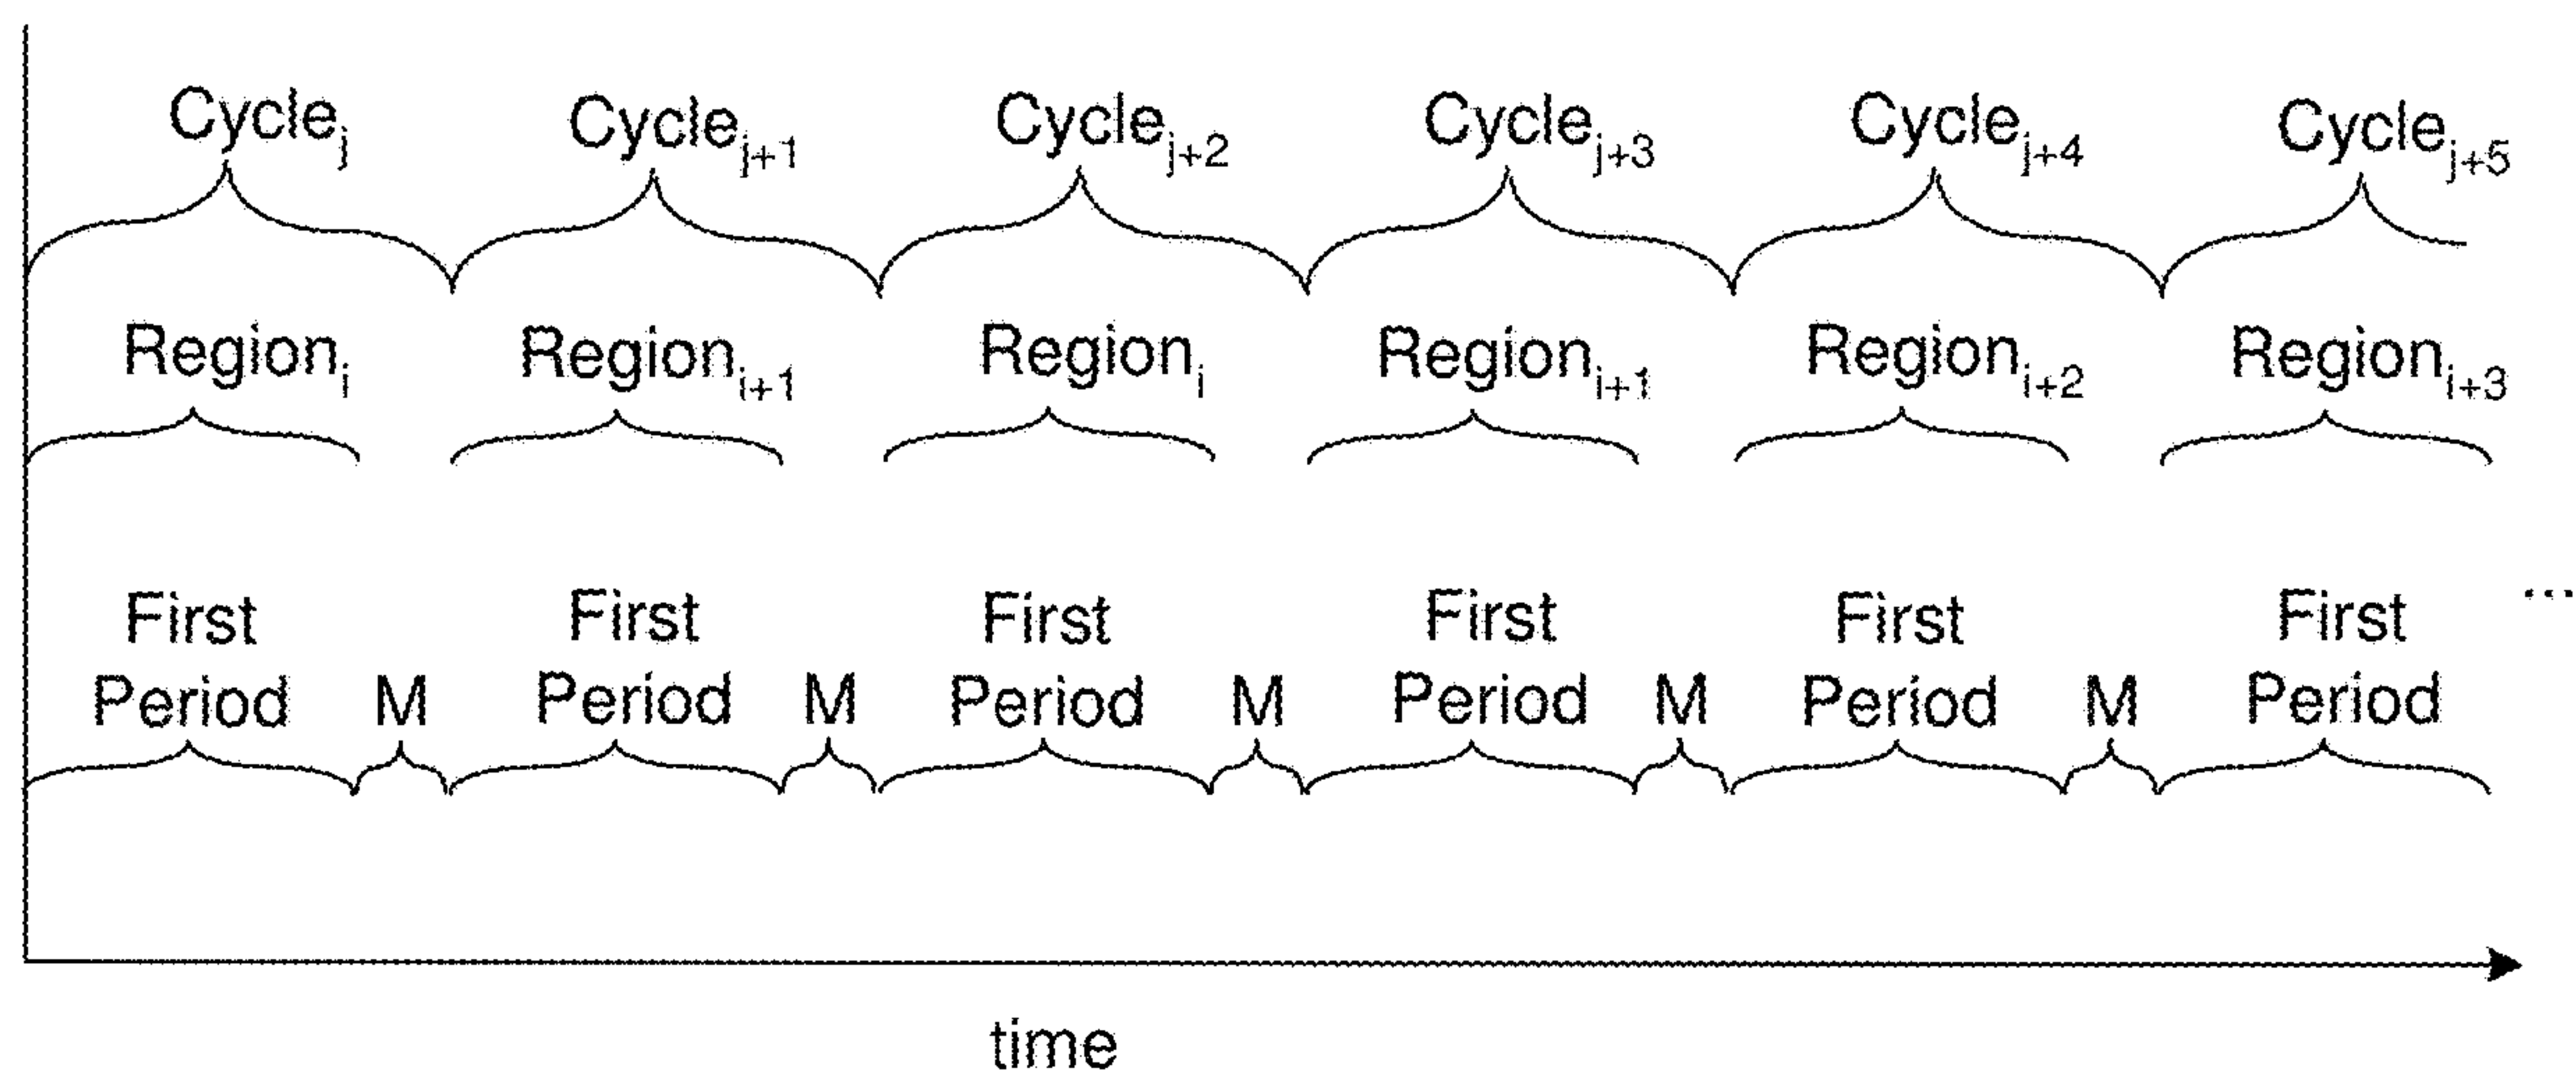 Cycleⱼ Cycleⱼ₊₁ Cycleⱼ₊₂ Cycleⱼ₊₃ Cycleⱼ₊₄ Cycleⱼ₊₅
Regionᵢ Regionᵢ₊₁ Regionᵢ Regionᵢ₊₁ Regionᵢ₊₂ Regionᵢ₊₃
First First First First First First ...
Period M Period M Period M Period M Period M Period
time